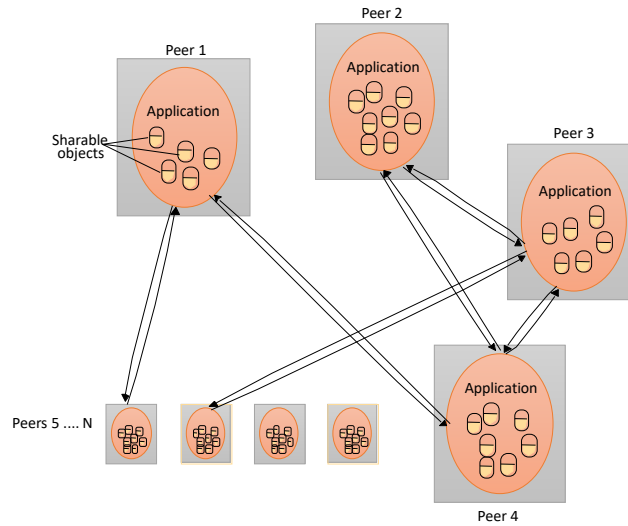 Peer 2
Peer 1
Application
Application
Sharable
objects
Peer 3
Application
Application
Peers 5 .... N
Peer 4